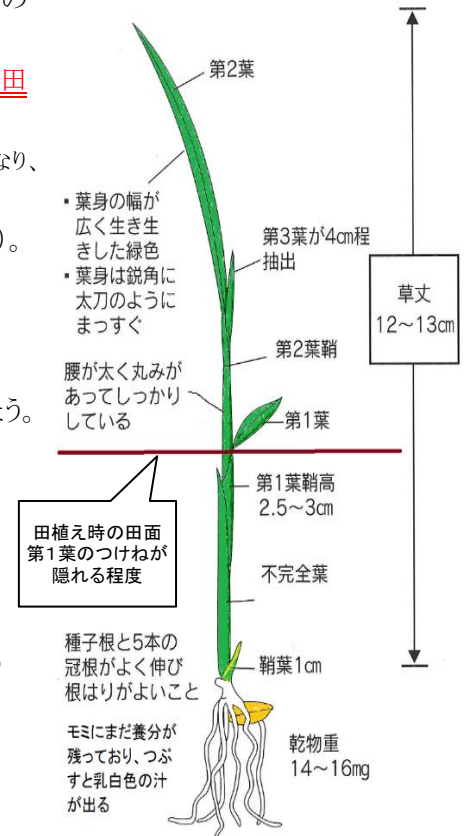 の
田
なり、
)。
よう。
第2葉
・葉身の幅が
広く生き生
きした緑色
・葉身は鋭角に
太刀のように
まっすぐ
第3葉が4cm程
抽出
草丈
12～13cm
第2葉鞘
腰が太く丸みが
あってしっかり
している
第1葉
第1葉鞘高
2.5～3cm
田植え時の田面
第1葉のつけねが
隠れる程度
不完全葉
種子根と5本の
冠根がよく伸び
根はりがよいこと
鞘葉1cm
モミにまだ養分が
残っており、つぶ
すと乳白色の汁
が出る
乾物重
14～16mg